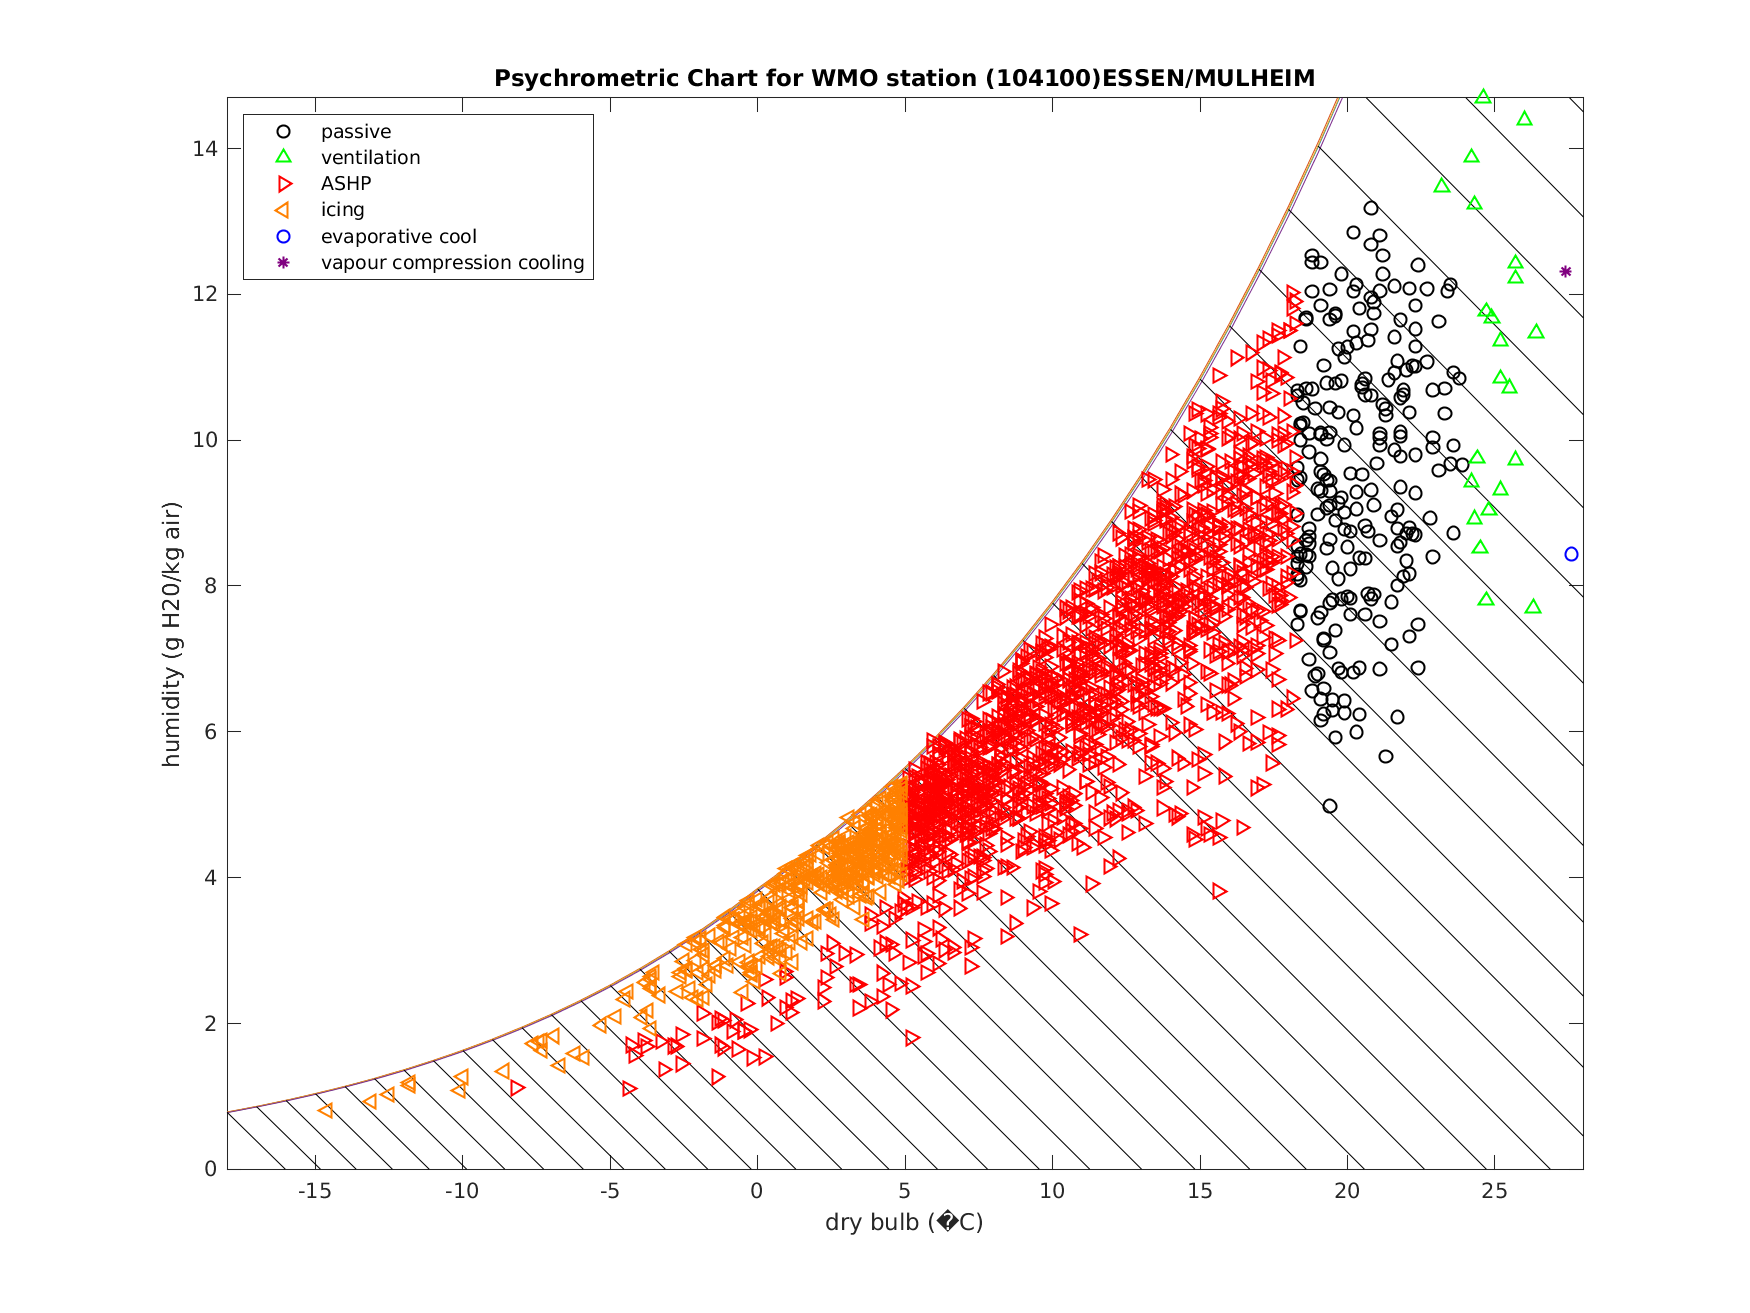 Psychrometric Chart for WMO station (104100)ESSEN/MULHEIM
passive
ventilation
ASHP
icing
evaporative cool
vapour compression cooling
humidity (g H20/kg air)
14
12
10
8
6
4
2
0
-15 -10 -5 0 5 10 15 20 25
dry bulb (�C)